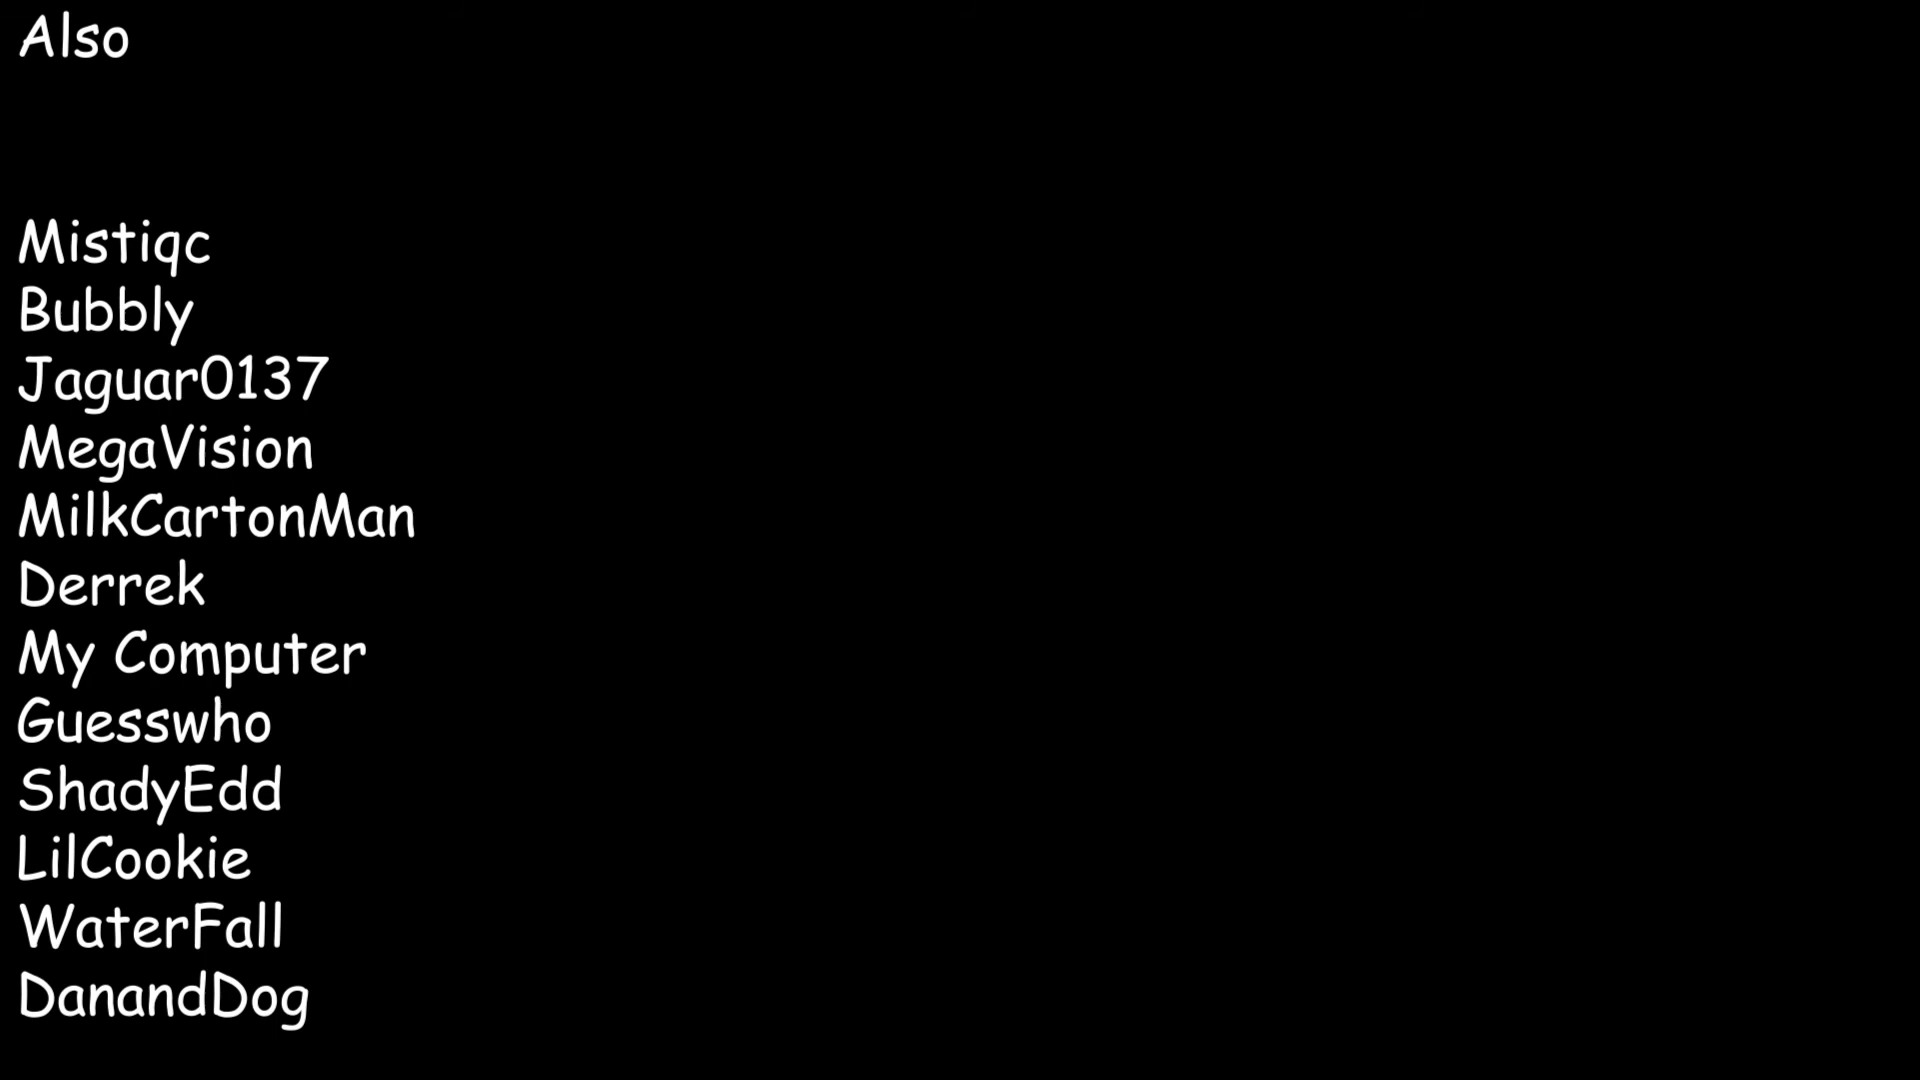 Also
Mistiqc
Bubbly
Jaguar0137
MegaVision
MilkCartonMan
Derrek
My Computer
Guesswho
ShadyEdd
LilCookie
WaterFall
DanandDog